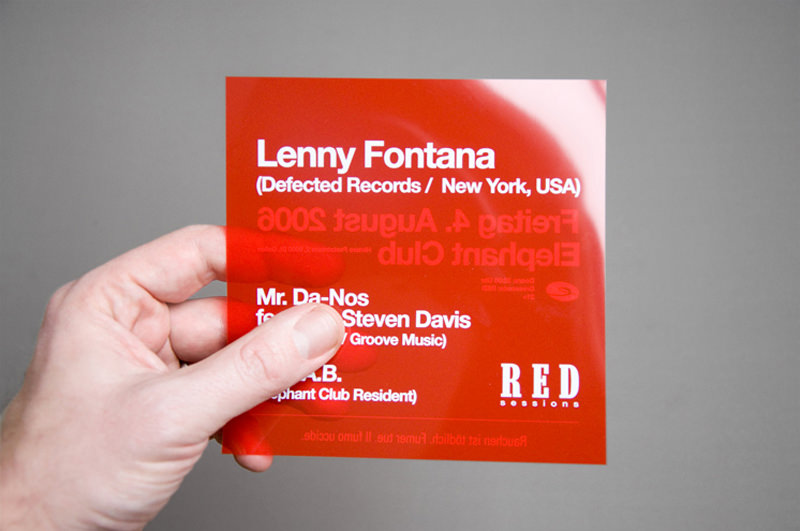 Lenny Fontana
(Defected Records / New York, USA)
Freitag 4. August 2006
Elephant Club
Mr. Da-Nos
Steven Davis
/ Groove Music)
A.B.
Elephant Club Resident)
RED
sessions
Rauchen ist tödlich. Fumer tue. Il fumo uccide.